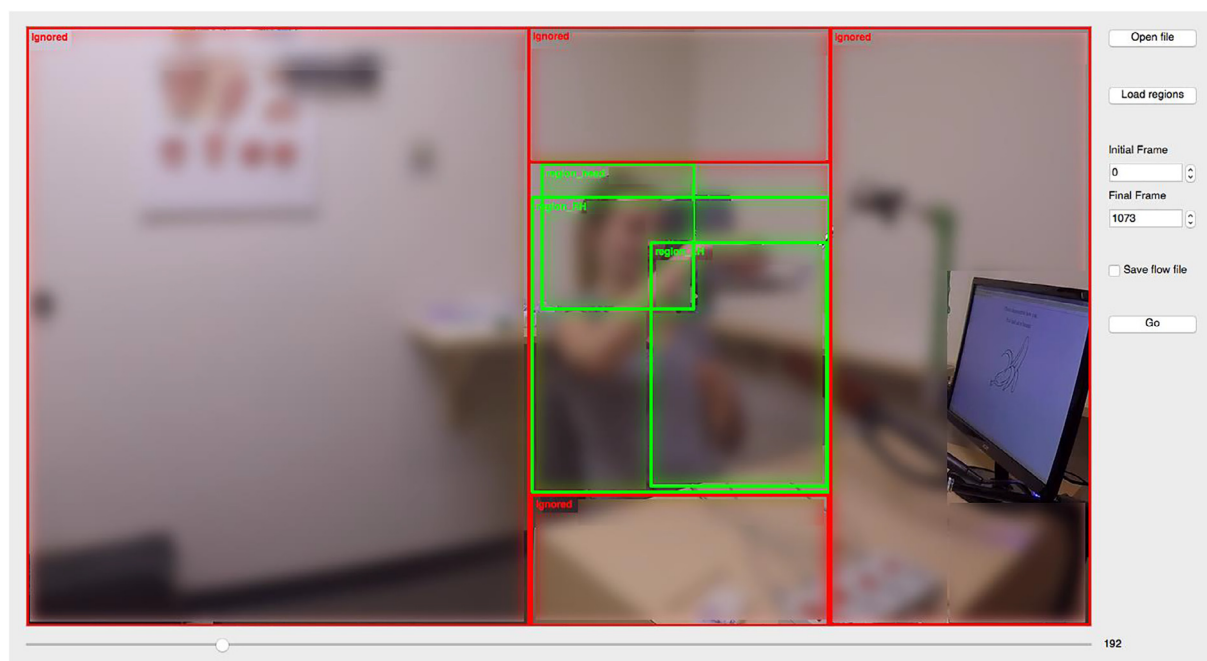 Ignored
Ignored
Ignored
Open file
Load regions
Initial Frame
0
Final Frame
1073
Save flow file
Go
region_head
region_RH
Ignored
192